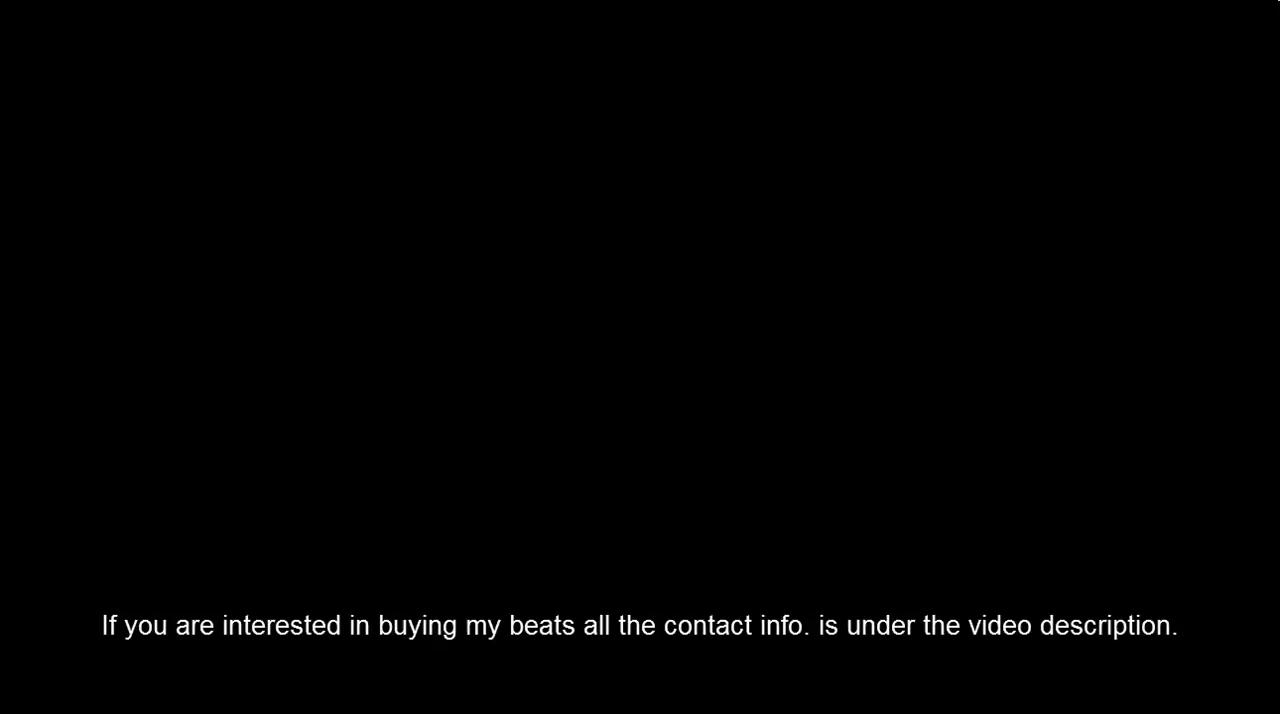 If you are interested in buying my beats all the contact info. is under the video description.